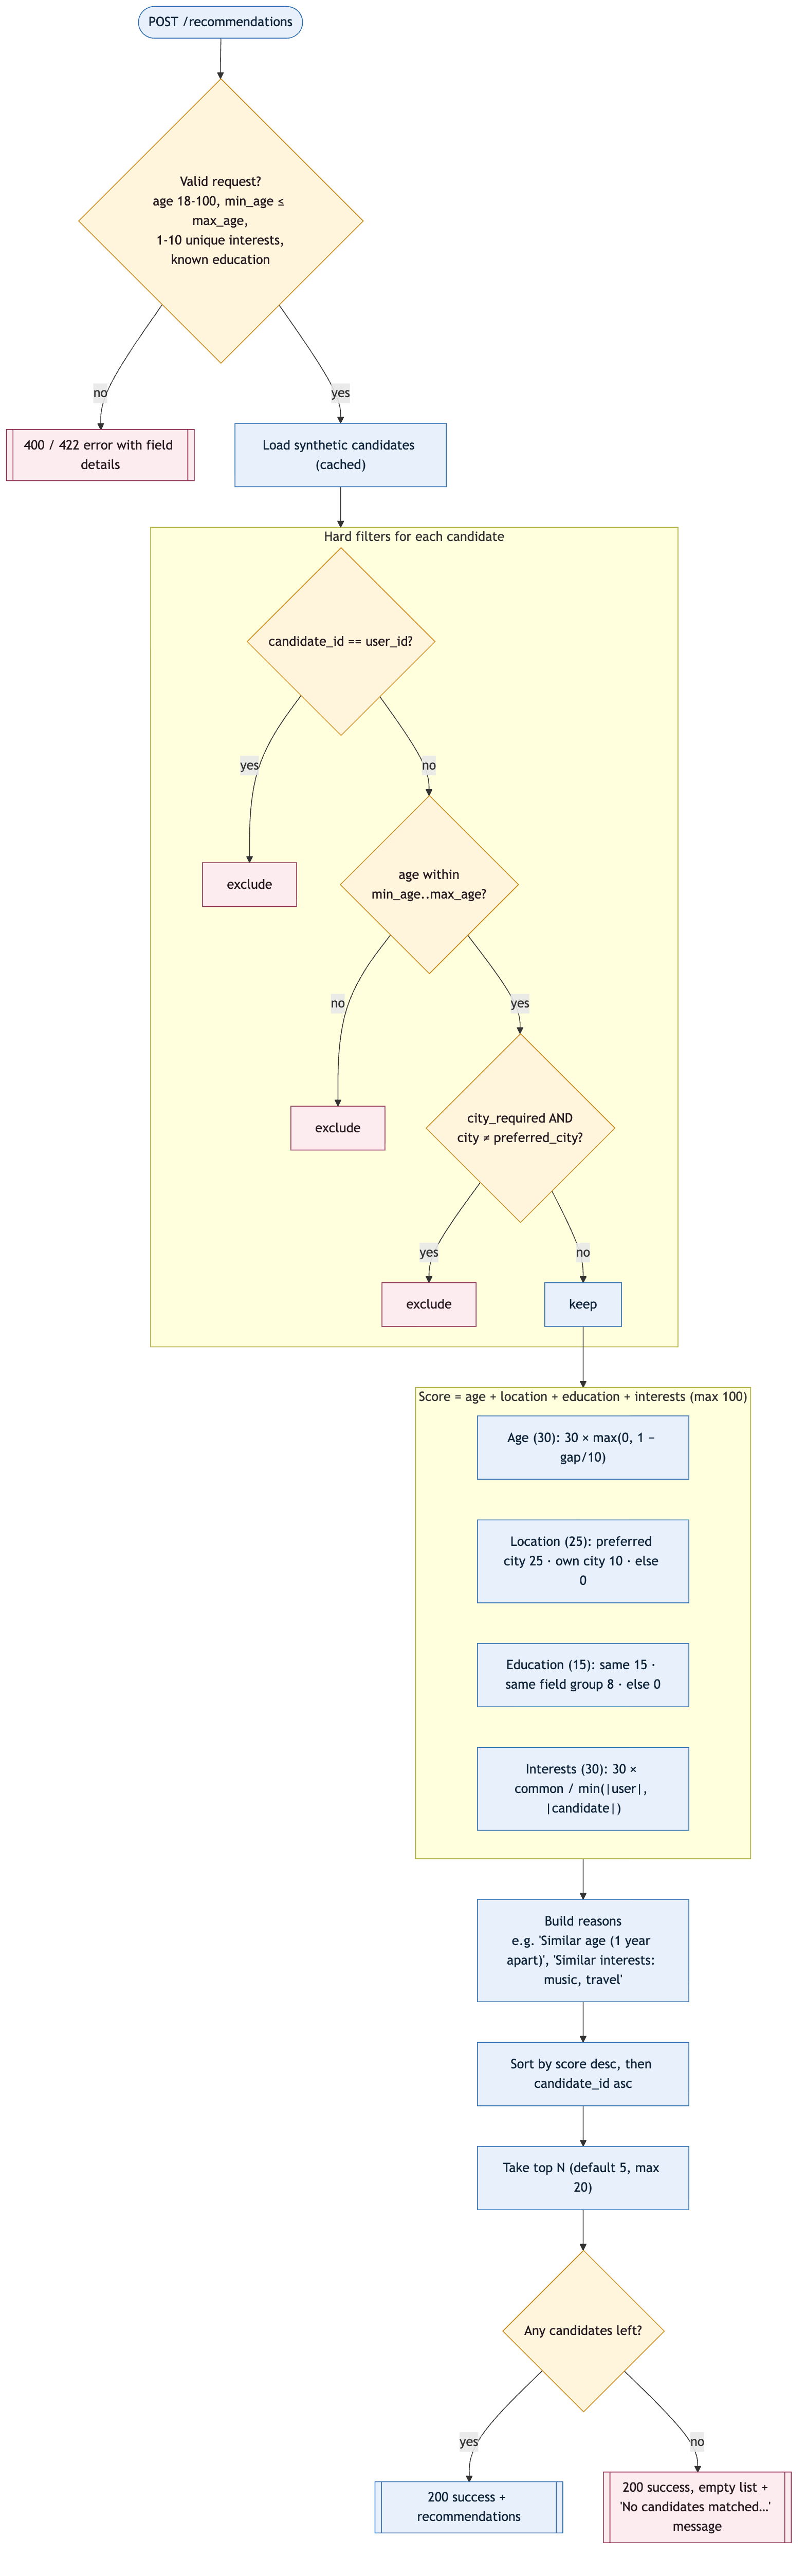 POST /recommendations
Valid request?
age 18-100, min_age ≤
max_age,
1-10 unique interests,
known education
no
yes
400 / 422 error with field
details
Load synthetic candidates
(cached)
Hard filters for each candidate
candidate_id == user_id?
yes
no
exclude
age within
min_age..max_age?
no
yes
exclude
city_required AND
city ≠ preferred_city?
yes
no
exclude
keep
Score = age + location + education + interests (max 100)
Age (30): 30 × max(0, 1 −
gap/10)
Location (25): preferred
city 25 · own city 10 · else
0
Education (15): same 15 ·
same field group 8 · else 0
Interests (30): 30 ×
common / min(|user|,
|candidate|)
Build reasons
e.g. 'Similar age (1 year
apart)', 'Similar interests:
music, travel'
Sort by score desc, then
candidate_id asc
Take top N (default 5, max
20)
Any candidates left?
yes
no
200 success +
recommendations
200 success, empty list +
'No candidates matched…'
message